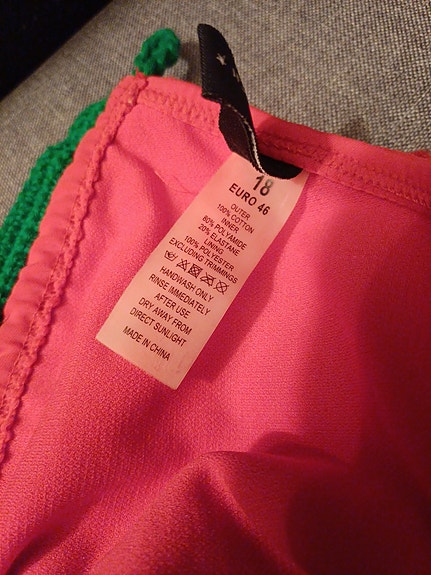 18
EURO 46
OUTER
100% COTTON
INNER
80% POLYAMIDE
20% ELASTANE
LINING
100% POLYESTER
EXCLUDING TRIMMINGS
HANDWASH ONLY
RINSE IMMEDIATELY
AFTER USE
DRY AWAY FROM
DIRECT SUNLIGHT
MADE IN CHINA